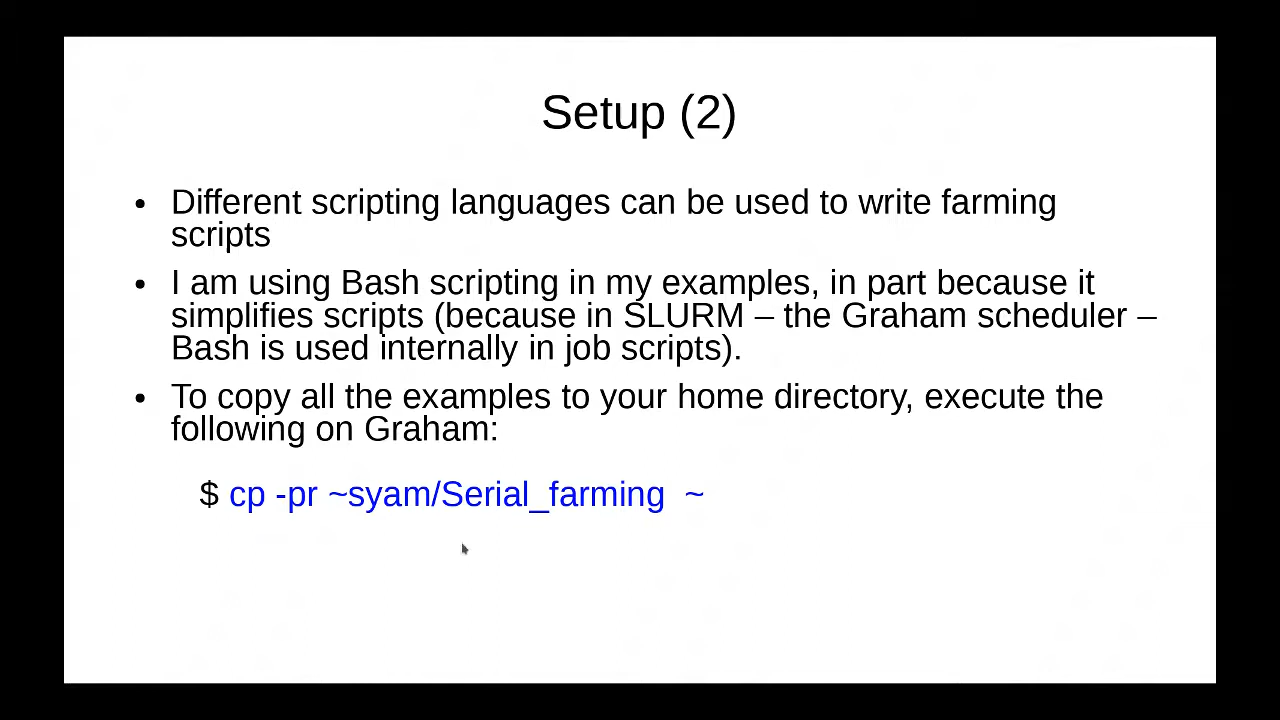 Setup (2)
• Different scripting languages can be used to write farming
scripts
• I am using Bash scripting in my examples, in part because it
simplifies scripts (because in SLURM – the Graham scheduler –
Bash is used internally in job scripts).
• To copy all the examples to your home directory, execute the
following on Graham:
$ cp -pr ~syam/Serial_farming  ~